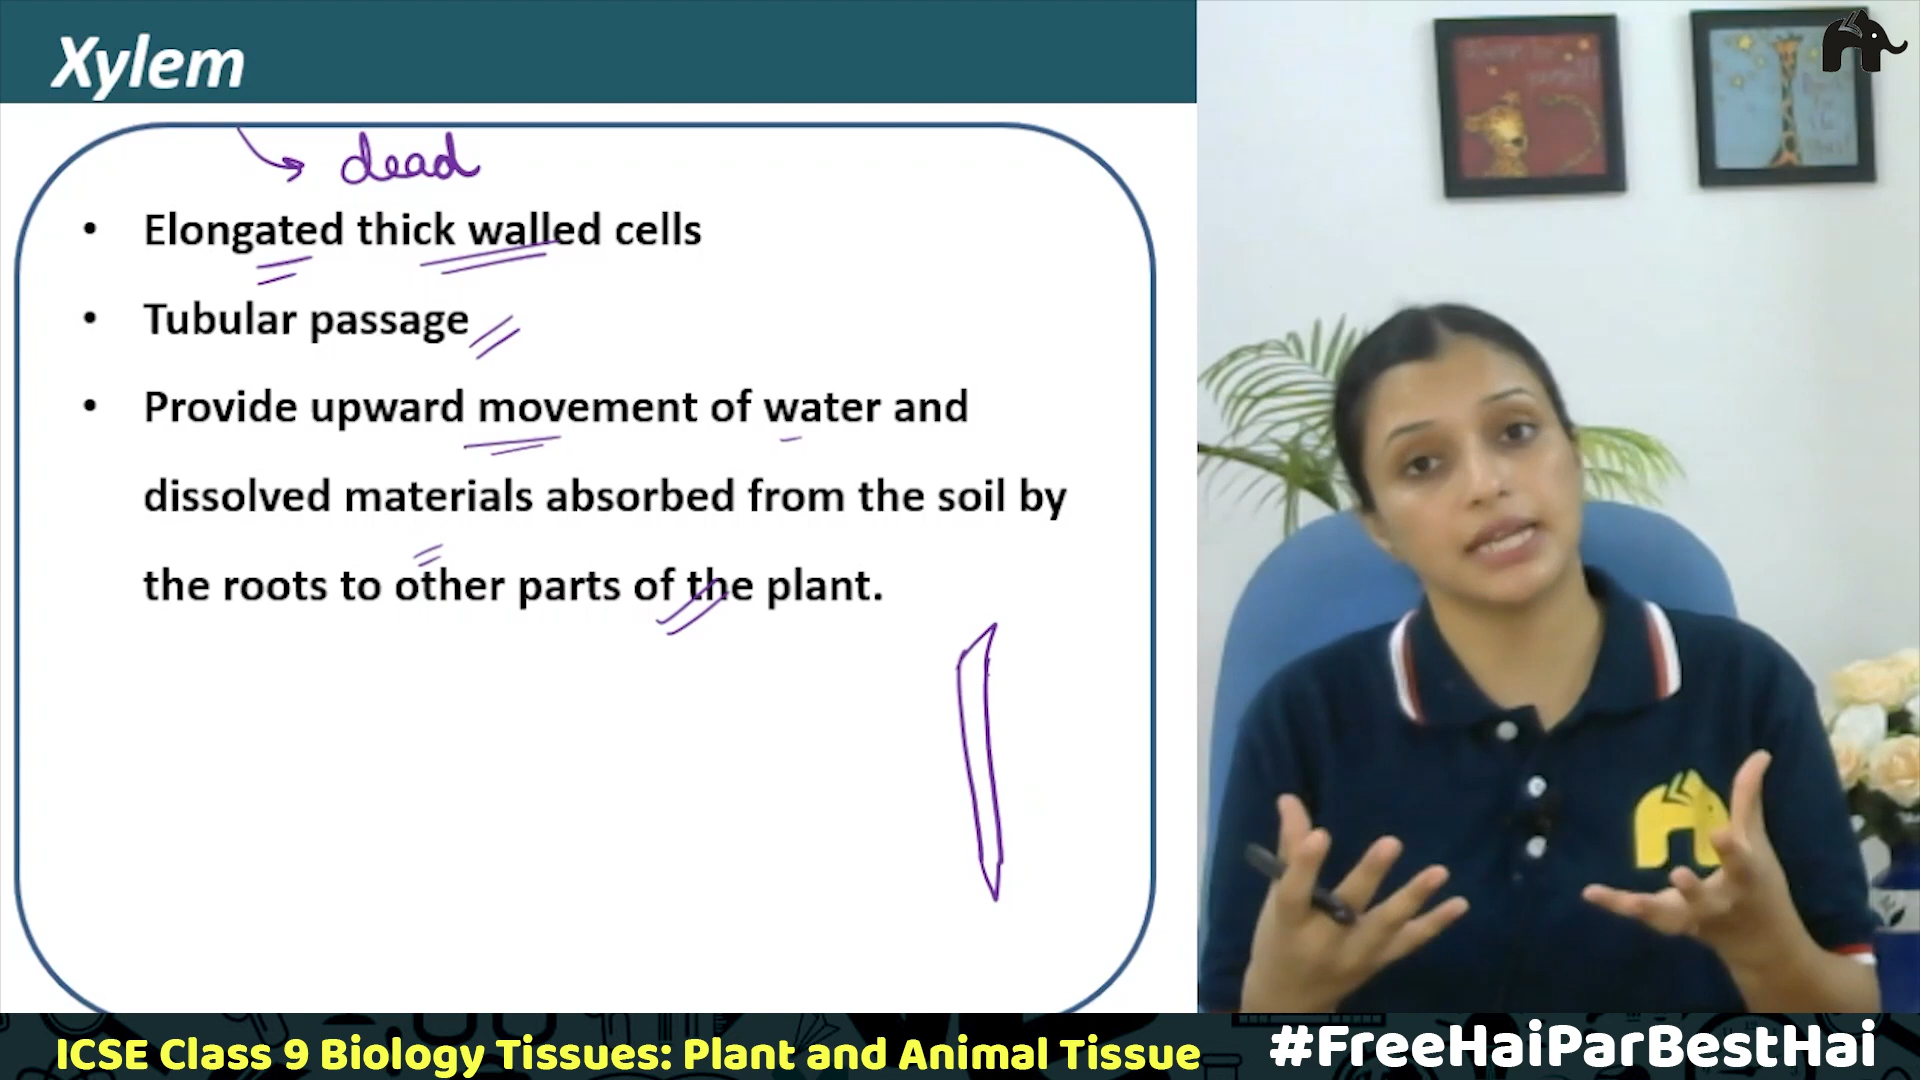 Xylem
dead
• Elongated thick walled cells
• Tubular passage
• Provide upward movement of water and
dissolved materials absorbed from the soil by
the roots to other parts of the plant.
ICSE Class 9 Biology Tissues: Plant and Animal Tissue
#FreeHaiParBestHai